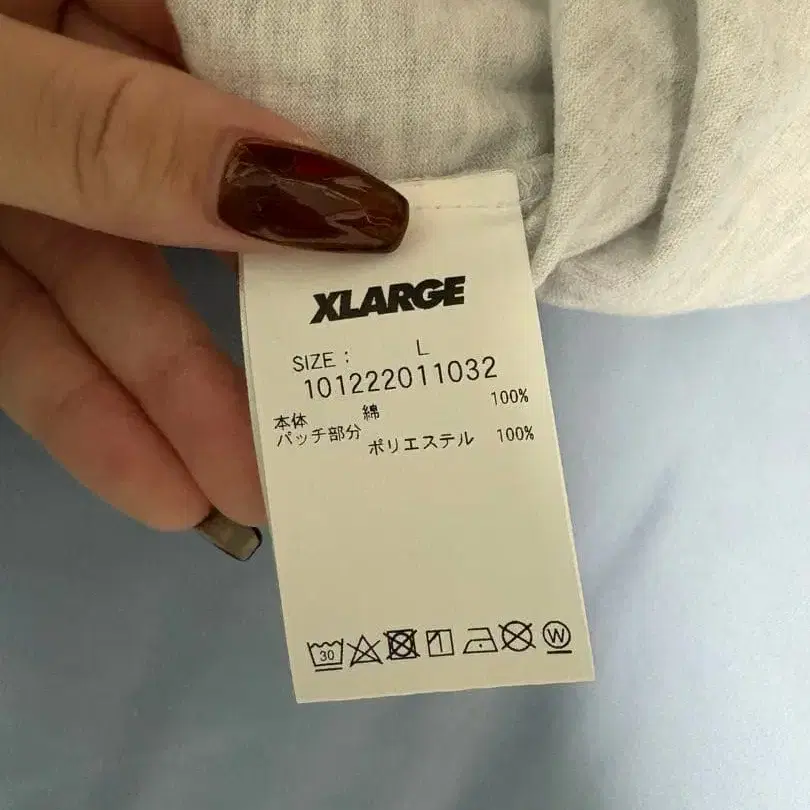 XLARGE
SIZE : L
101222011032
本体 綿 100%
パッチ部分 ポリエステル 100%
30 W